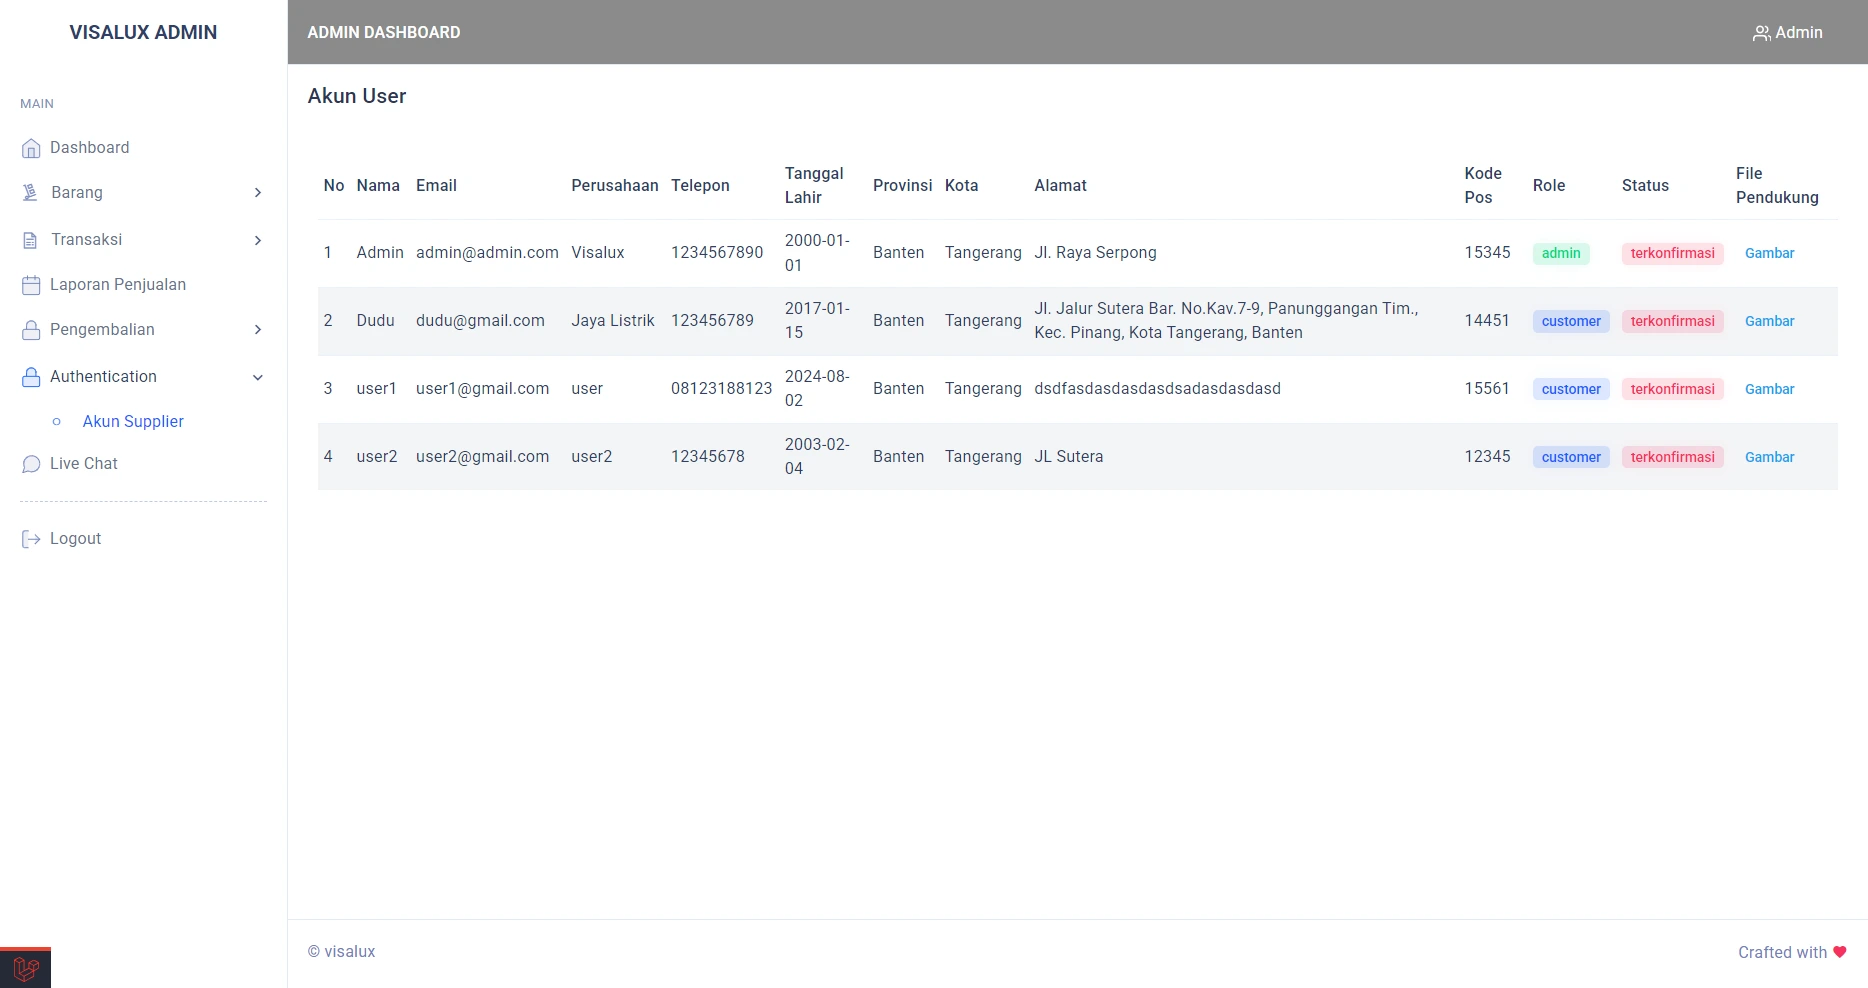 VISALUX ADMIN
ADMIN DASHBOARD
Admin
MAIN
Dashboard
Barang
Transaksi
Laporan Penjualan
Pengembalian
Authentication
Akun Supplier
Live Chat
Logout
Akun User
No Nama Email Perusahaan Telepon Tanggal Lahir Provinsi Kota Alamat Kode Pos Role Status File Pendukung
1 Admin admin@admin.com Visalux 1234567890 2000-01-01 Banten Tangerang Jl. Raya Serpong 15345 admin terkonfirmasi Gambar
2 Dudu dudu@gmail.com Jaya Listrik 123456789 2017-01-15 Banten Tangerang Jl. Jalur Sutera Bar. No.Kav.7-9, Panunggangan Tim., Kec. Pinang, Kota Tangerang, Banten 14451 customer terkonfirmasi Gambar
3 user1 user1@gmail.com user 08123188123 2024-08-02 Banten Tangerang dsdfasdasdasdasdsadasdasdasd 15561 customer terkonfirmasi Gambar
4 user2 user2@gmail.com user2 12345678 2003-02-04 Banten Tangerang JL Sutera 12345 customer terkonfirmasi Gambar
© visalux
Crafted with